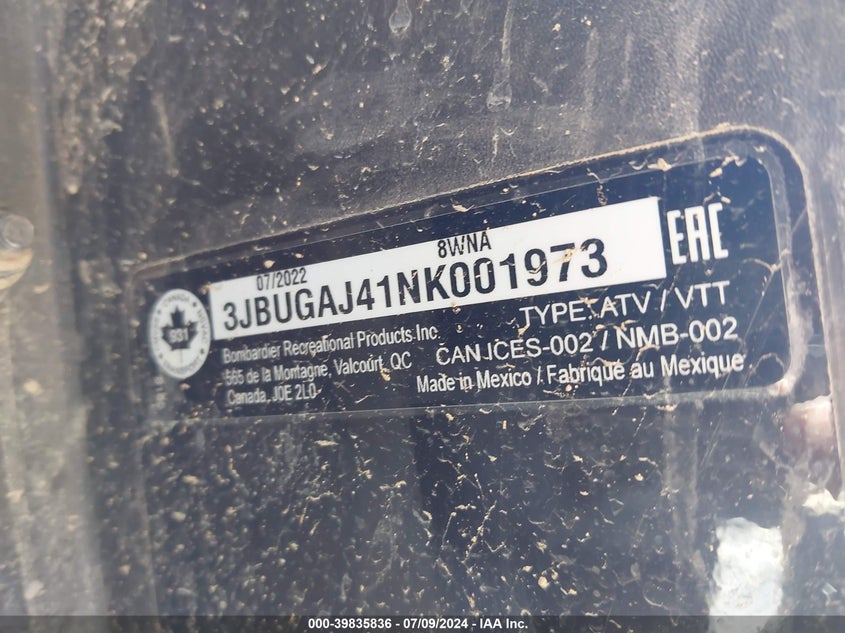 8WNA
07/2022
3JBUGAJ41NK001973
EAC
TYPE: ATV / VTT
Bombardier Recreational Products Inc.
565 de la Montagne, Valcourt, QC
Canada, J0E 2L0
CAN ICES-002 / NMB-002
Made in Mexico / Fabriqué au Mexique
CANADA
000-39835836 - 07/09/2024 - IAA Inc.